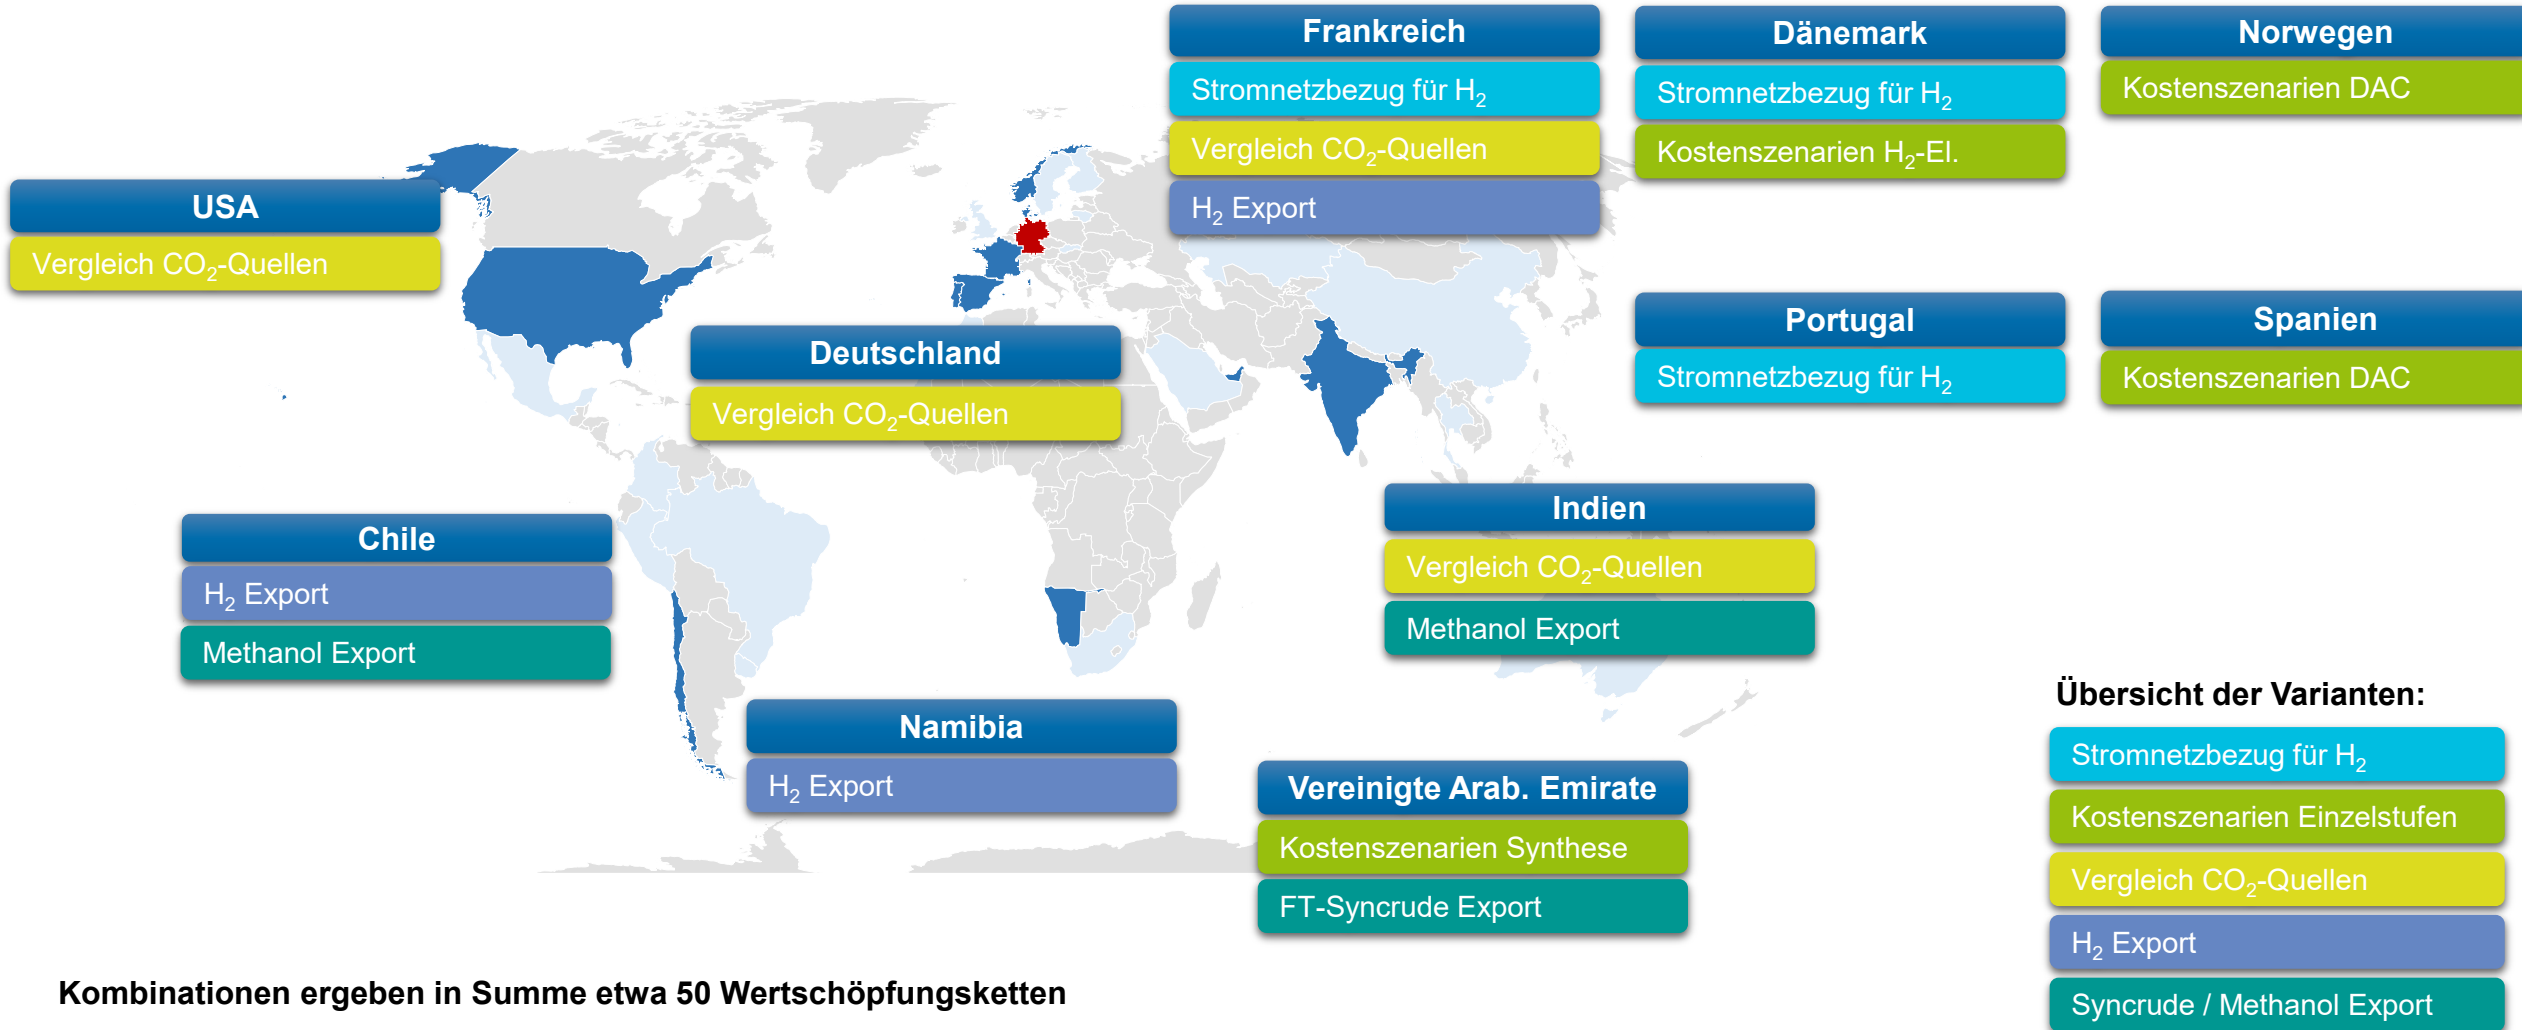 Frankreich
Stromnetzbezug für H₂
Vergleich CO₂-Quellen
H₂ Export
Dänemark
Stromnetzbezug für H₂
Kostenszenarien H₂-El.
Norwegen
Kostenszenarien DAC
USA
Vergleich CO₂-Quellen
Deutschland
Vergleich CO₂-Quellen
Portugal
Stromnetzbezug für H₂
Spanien
Kostenszenarien DAC
Chile
H₂ Export
Methanol Export
Indien
Vergleich CO₂-Quellen
Methanol Export
Namibia
H₂ Export
Vereinigte Arab. Emirate
Kostenszenarien Synthese
FT-Syncrude Export
Übersicht der Varianten:
Stromnetzbezug für H₂
Kostenszenarien Einzelstufen
Vergleich CO₂-Quellen
H₂ Export
Syncrude / Methanol Export
Kombinationen ergeben in Summe etwa 50 Wertschöpfungsketten